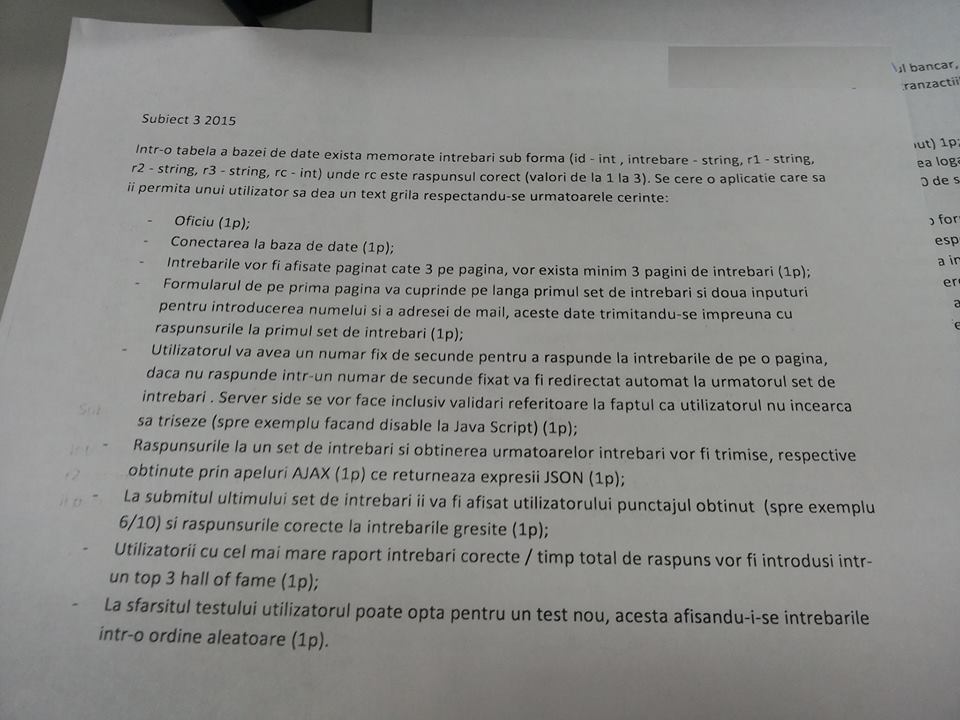 Subiect 3 2015
Intr-o tabela a bazei de date exista memorate intrebari sub forma (id - int , intrebare - string, r1 - string,
r2 - string, r3 - string, rc - int) unde rc este raspunsul corect (valori de la 1 la 3). Se cere o aplicatie care sa
ii permita unui utilizator sa dea un text grila respectandu-se urmatoarele cerinte:
- Oficiu (1p);
- Conectarea la baza de date (1p);
- Intrebarile vor fi afisate paginat cate 3 pe pagina, vor exista minim 3 pagini de intrebari (1p);
- Formularul de pe prima pagina va cuprinde pe langa primul set de intrebari si doua inputuri
pentru introducerea numelui si a adresei de mail, aceste date trimitandu-se impreuna cu
raspunsurile la primul set de intrebari (1p);
- Utilizatorul va avea un numar fix de secunde pentru a raspunde la intrebarile de pe o pagina,
daca nu raspunde intr-un numar de secunde fixat va fi redirectat automat la urmatorul set de
intrebari . Server side se vor face inclusiv validari referitoare la faptul ca utilizatorul nu incearca
sa triseze (spre exemplu facand disable la Java Script) (1p);
- Raspunsurile la un set de intrebari si obtinerea urmatoarelor intrebari vor fi trimise, respective
obtinute prin apeluri AJAX (1p) ce returneaza expresii JSON (1p);
- La submitul ultimului set de intrebari ii va fi afisat utilizatorului punctajul obtinut (spre exemplu
6/10) si raspunsurile corecte la intrebarile gresite (1p);
- Utilizatorii cu cel mai mare raport intrebari corecte / timp total de raspuns vor fi introdusi intr-
un top 3 hall of fame (1p);
- La sfarsitul testului utilizatorul poate opta pentru un test nou, acesta afisandu-i-se intrebarile
intr-o ordine aleatoare (1p).
bancar,
1p;
de s